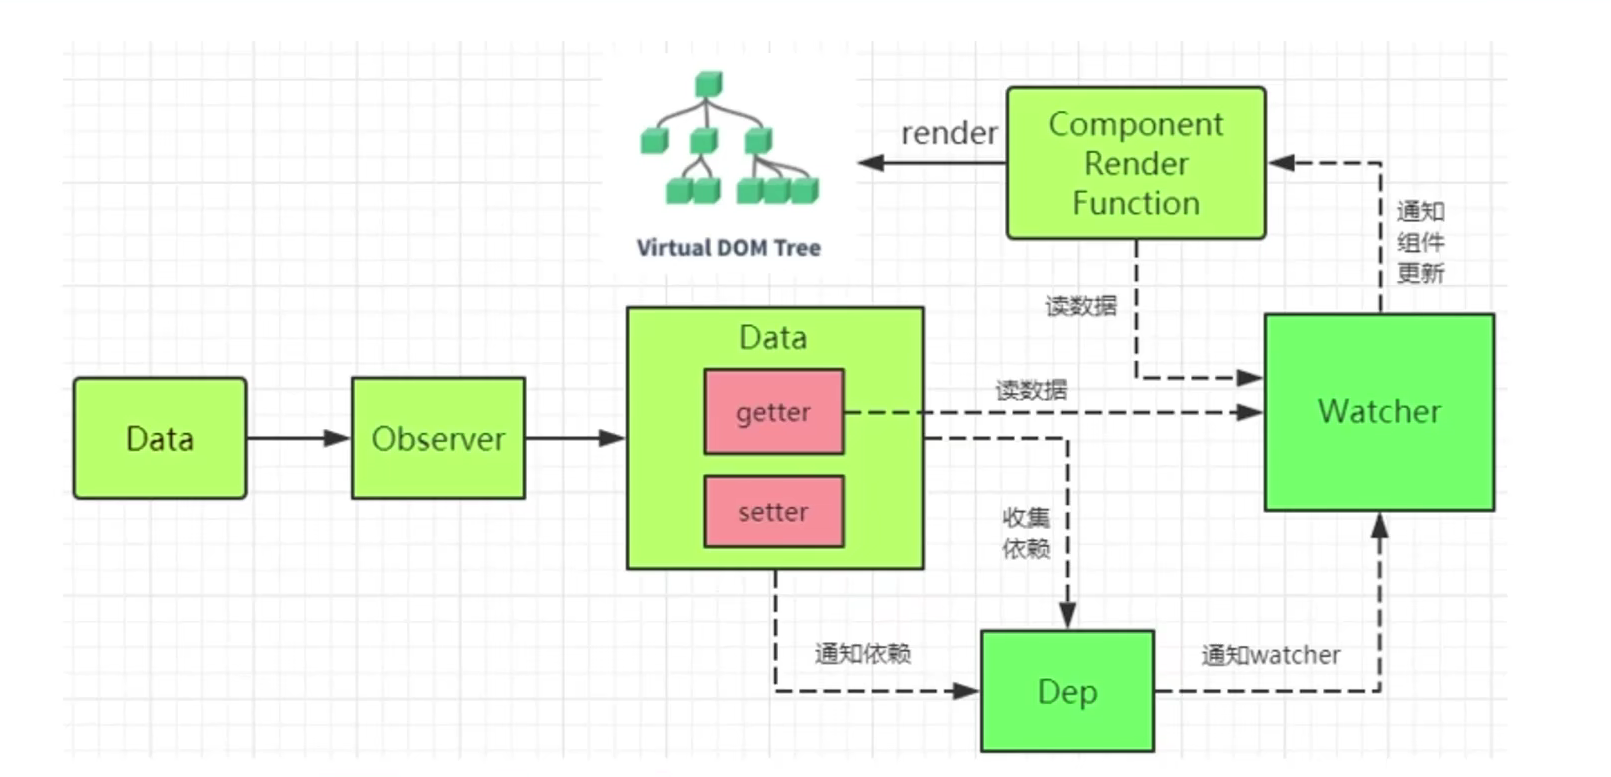 render
Component
Render
Function
Virtual DOM Tree
通知
组件
更新
读数据
Data
Observer
Data
getter
setter
读数据
Watcher
收集
依赖
通知依赖
Dep
通知watcher